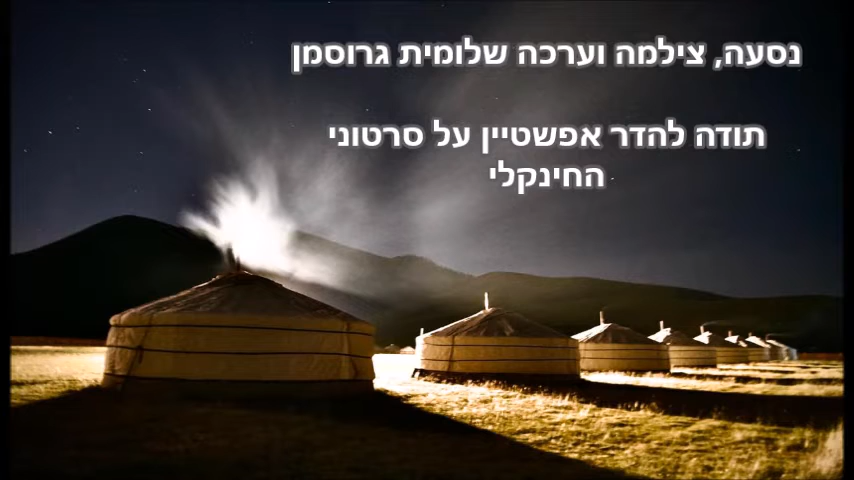 נסעה, צילמה וערכה שלומית גרוסמן
תודה להדר אפשטיין על סרטוני
החינקלי